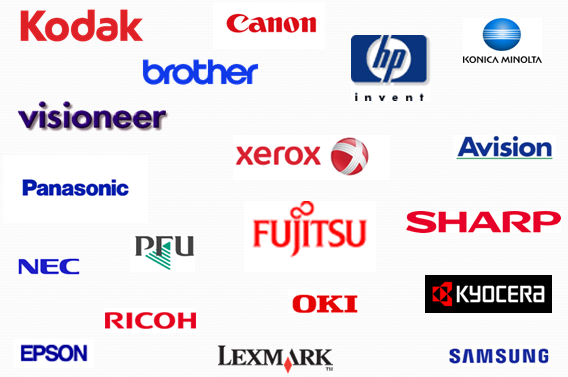 Kodak
Canon
hp
invent
KONICA MINOLTA
brother
visioneer
xerox
Avision
Panasonic
SHARP
FUJITSU
PFU
NEC
KYOCERA
OKI
RICOH
EPSON
LEXMARK™
SAMSUNG